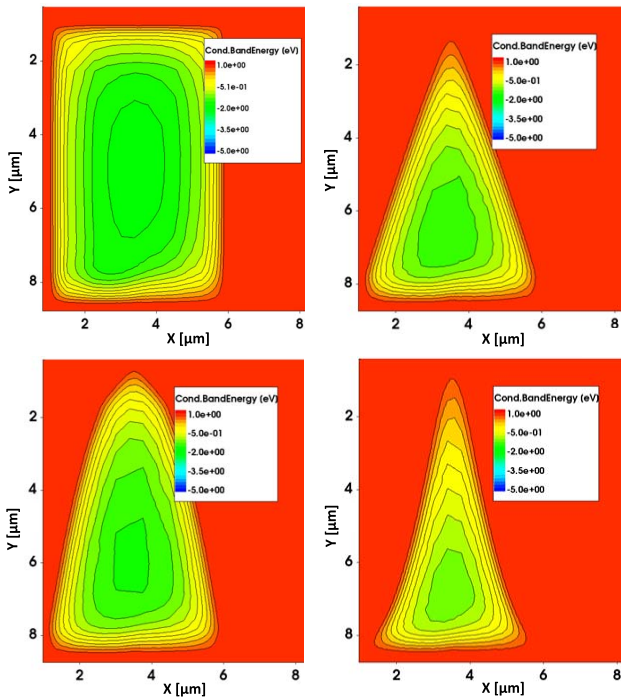 Cond.BandEnergy (eV)
1.0e+00
-5.1e-01
-2.0e+00
-3.5e+00
-5.0e+00
2
4
6
8
Y [µm]
2 4 6 8
X [µm]
Cond.BandEnergy (eV)
1.0e+00
-5.0e-01
-2.0e+00
-3.5e+00
-5.0e+00
2
4
6
8
Y [µm]
2 4 6 8
X [µm]
Cond.BandEnergy (eV)
1.0e+00
-5.0e-01
-2.0e+00
-3.5e+00
-5.0e+00
2
4
6
8
Y [µm]
2 4 6 8
X [µm]
Cond.BandEnergy (eV)
1.0e+00
-5.0e-01
-2.0e+00
-3.5e+00
-5.0e+00
2
4
6
8
Y [µm]
2 4 6 8
X [µm]